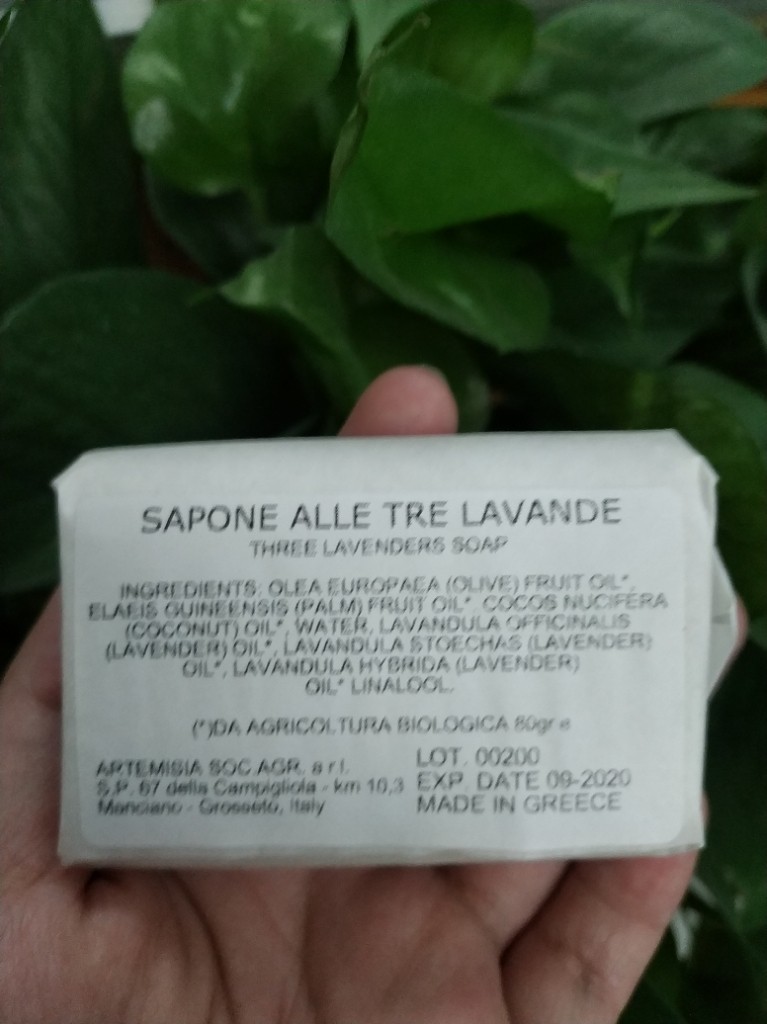 SAPONE ALLE TRE LAVANDE
THREE LAVENDERS SOAP
INGREDIENTS: OLEA EUROPAEA (OLIVE) FRUIT OIL*,
ELAEIS GUINEENSIS (PALM) FRUIT OIL*, COCOS NUCIFERA
(COCONUT) OIL*, WATER, LAVANDULA OFFICINALIS
(LAVENDER) OIL*, LAVANDULA STOECHAS (LAVENDER)
OIL*, LAVANDULA HYBRIDA (LAVENDER)
OIL* LINALOOL.
(*)DA AGRICOLTURA BIOLOGICA 80gr e
ARTEMISIA SOC.AGR. a r l.
S.P. 67 della Campigliola - km 10,3
Manciano - Grosseto, Italy
LOT. 00200
EXP. DATE 09-2020
MADE IN GREECE